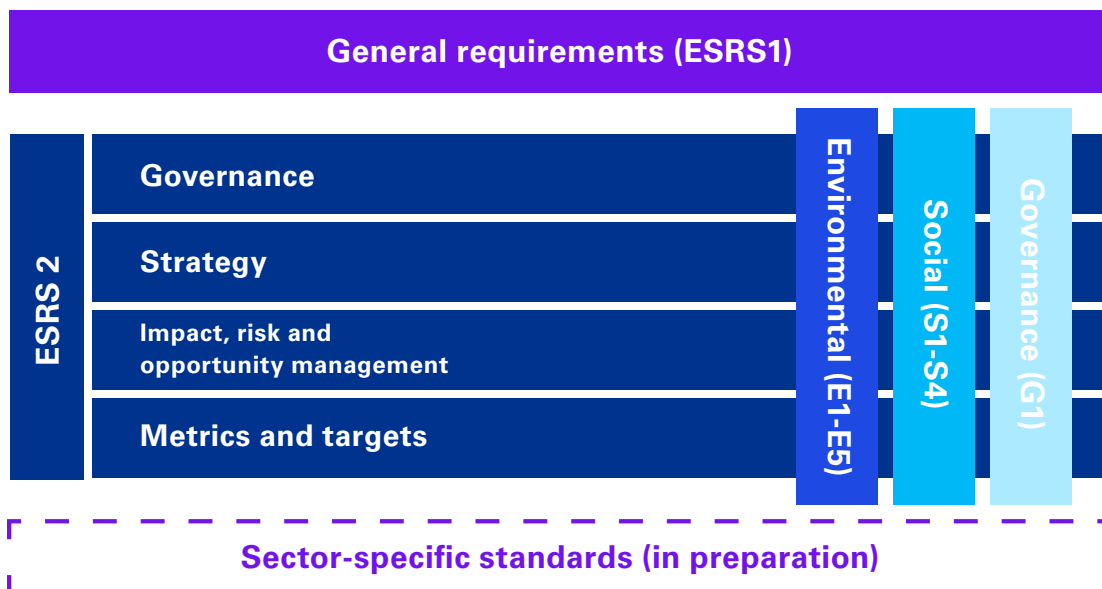 General requirements (ESRS1)
ESRS 2
Governance
Strategy
Impact, risk and
opportunity management
Metrics and targets
Environmental (E1-E5)
Social (S1-S4)
Governance (G1)
Sector-specific standards (in preparation)